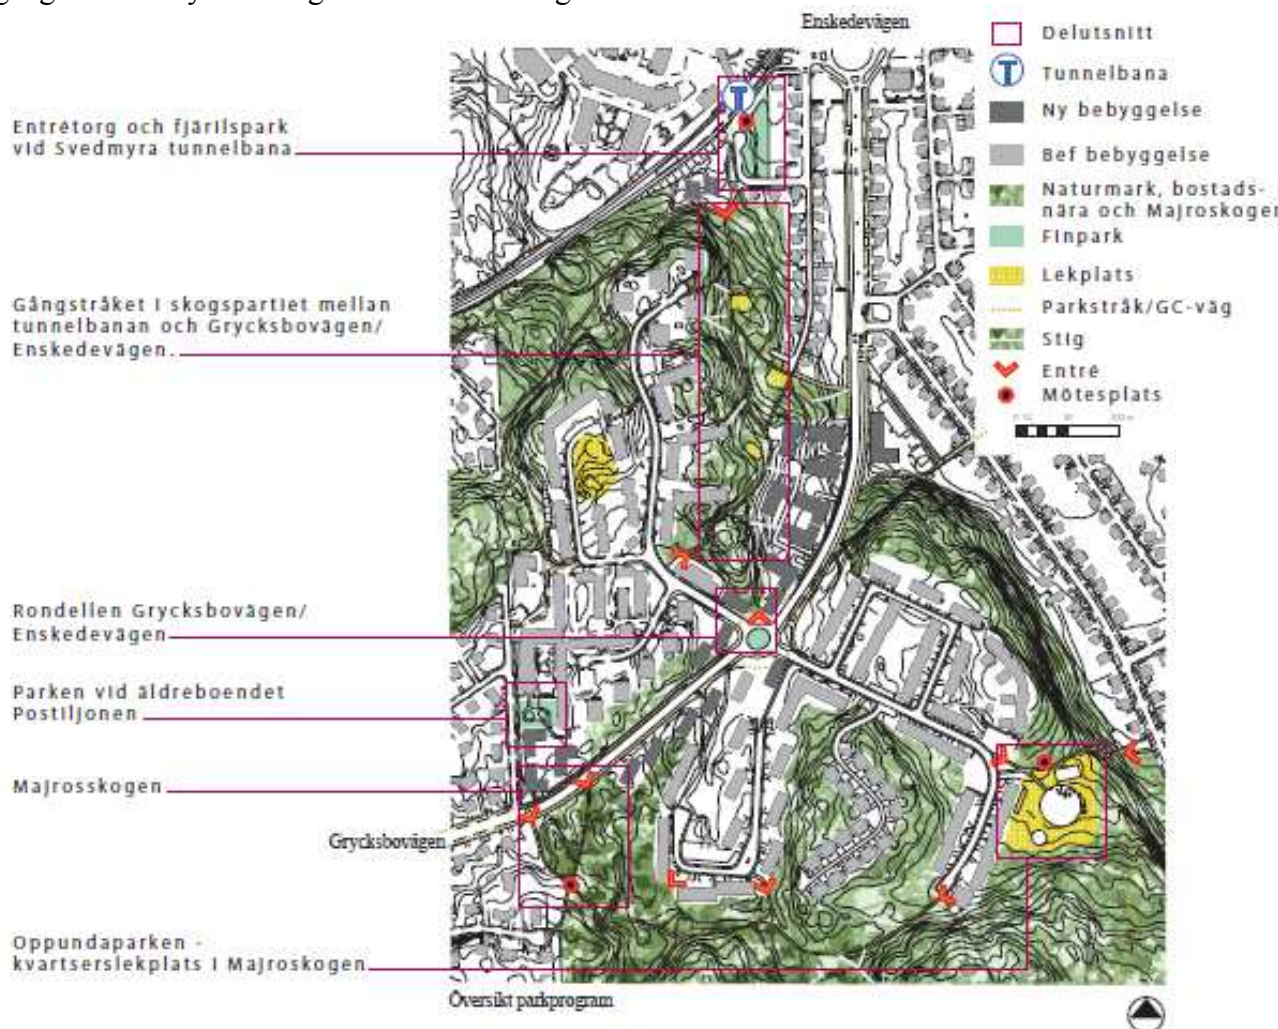 Enskedevägen
Delutsnitt
Tunnelbana
Ny bebyggelse
Bef bebyggelse
Naturmark, bostads-
nära och Majroskogen
Finpark
Lekplats
Parkstråk/GC-väg
Stig
Entré
Mötesplats
Entrétorg och fjärilspark
vid Svedmyra tunnelbana
Gångstråket i skogspartiet mellan
tunnelbanan och Grycksbovägen/
Enskedevägen.
Rondellen Grycksbovägen/
Enskedevägen
Parken vid äldreboendet
Postiljonen
Majrosskogen
Grycksbovägen
Oppundaparken -
kvartserslekplats i Majroskogen
Översikt parkprogram